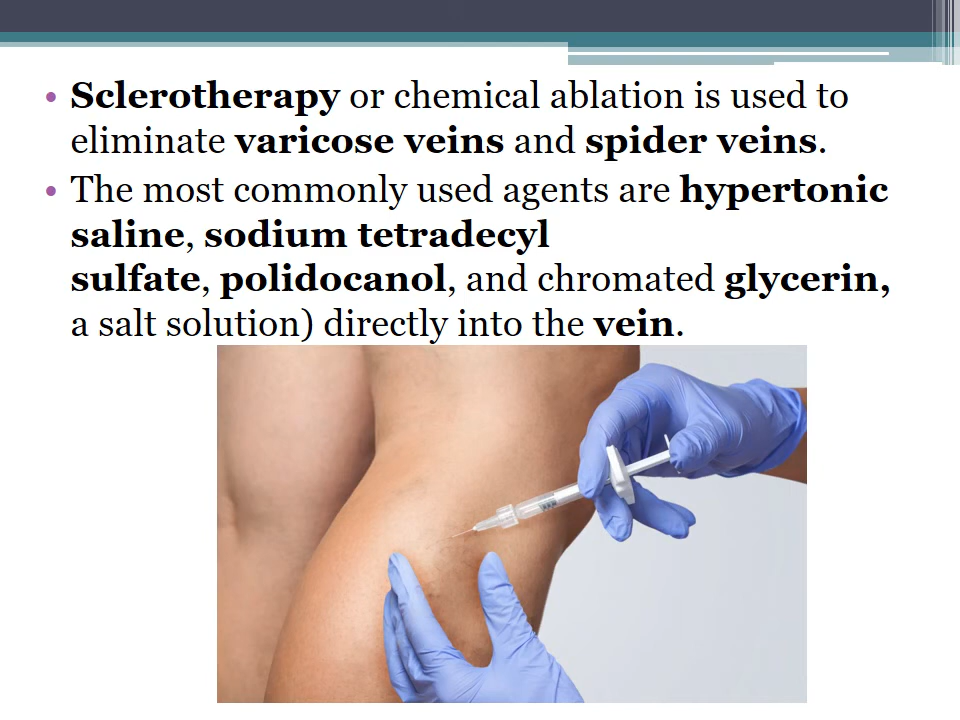 • Sclerotherapy or chemical ablation is used to
eliminate varicose veins and spider veins.
• The most commonly used agents are hypertonic
saline, sodium tetradecyl
sulfate, polidocanol, and chromated glycerin,
a salt solution) directly into the vein.